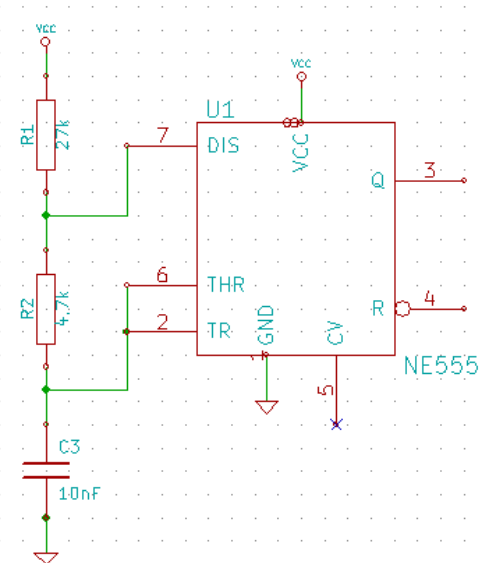 VCC
R1
27k
R2
4.7k
C3
10nF
U1
VCC
7
DIS
VCC
Q
3
6
THR
2
TR
GND
CV
R
4
5
NE555